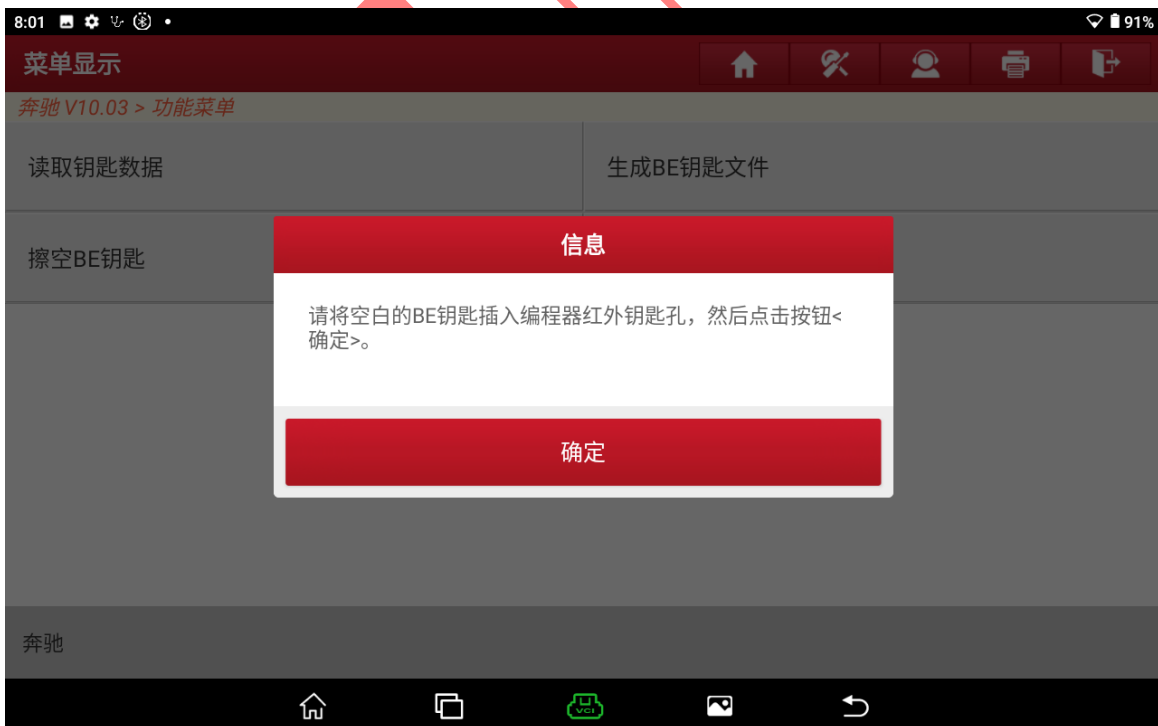 8:01
91%
菜单显示
奔驰 V10.03 > 功能菜单
读取钥匙数据
生成BE钥匙文件
擦空BE钥匙
信息
请将空白的BE钥匙插入编程器红外钥匙孔，然后点击按钮<
确定>。
确定
奔驰
VCI